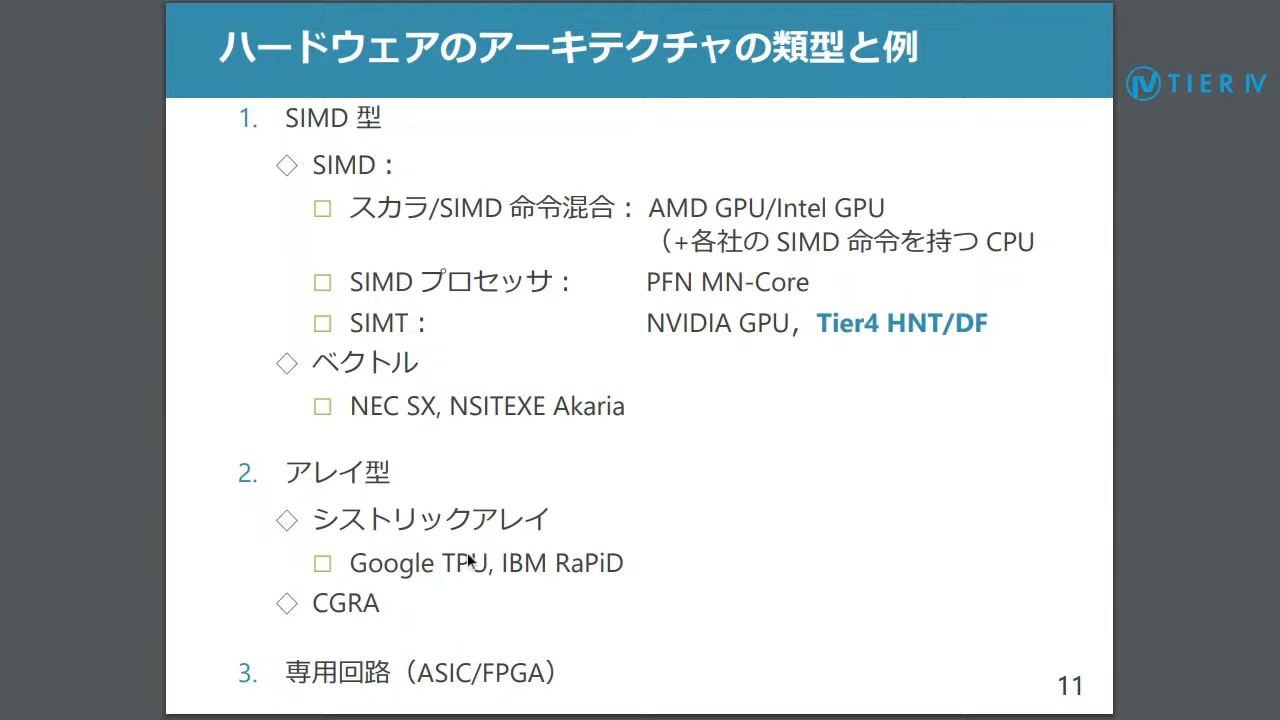 ハードウェアのアーキテクチャの類型と例
TIER IV
1. SIMD 型
SIMD：
スカラ/SIMD 命令混合： AMD GPU/Intel GPU
（+各社の SIMD 命令を持つ CPU
SIMD プロセッサ： PFN MN-Core
SIMT： NVIDIA GPU，Tier4 HNT/DF
ベクトル
NEC SX, NSITEXE Akaria
2. アレイ型
シストリックアレイ
Google TPU, IBM RaPiD
CGRA
3. 専用回路（ASIC/FPGA）
11